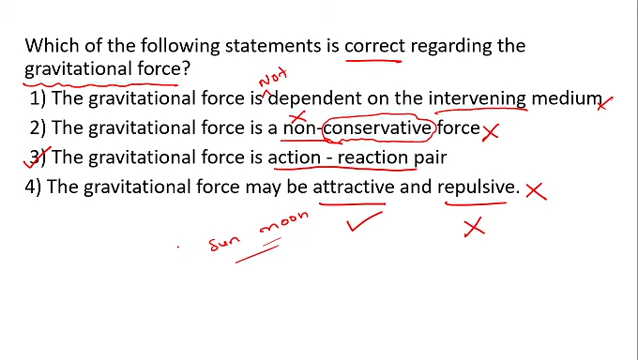 Which of the following statements is correct regarding the
gravitational force?
Not
1) The gravitational force is dependent on the intervening medium
2) The gravitational force is a non-conservative force
3) The gravitational force is action - reaction pair
4) The gravitational force may be attractive and repulsive.
sun moon